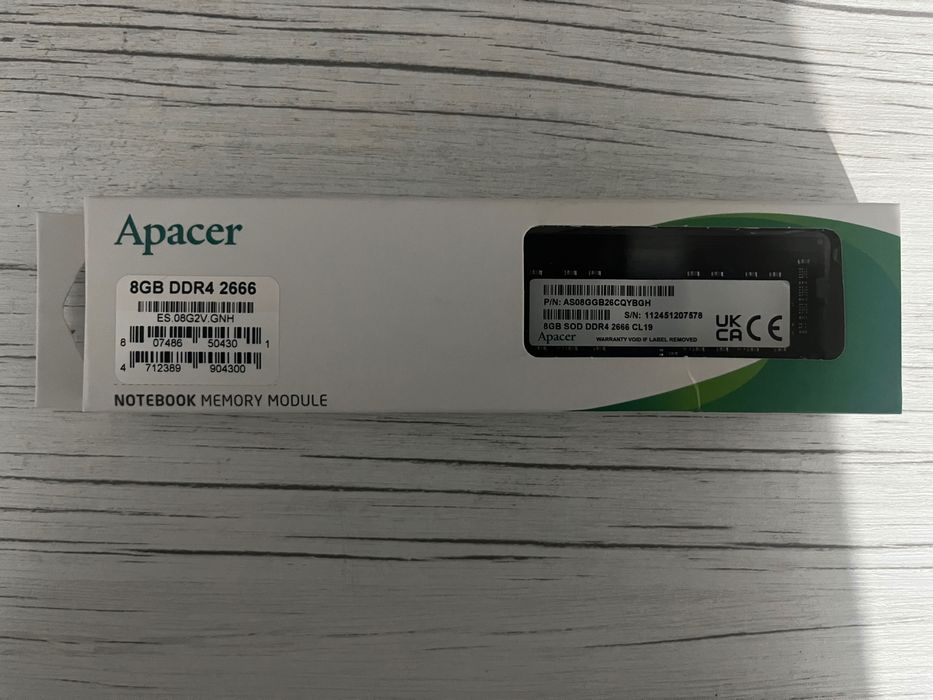 Apacer
8GB DDR4 2666
ES.08G2V.GNH
8 07486 50430 1
4 712389 904300
NOTEBOOK MEMORY MODULE
P/N: AS08GGB26CQYBGH
S/N: 112451207578
8GB SOD DDR4 2666 CL19
Apacer WARRANTY VOID IF LABEL REMOVED
UK
CA CE